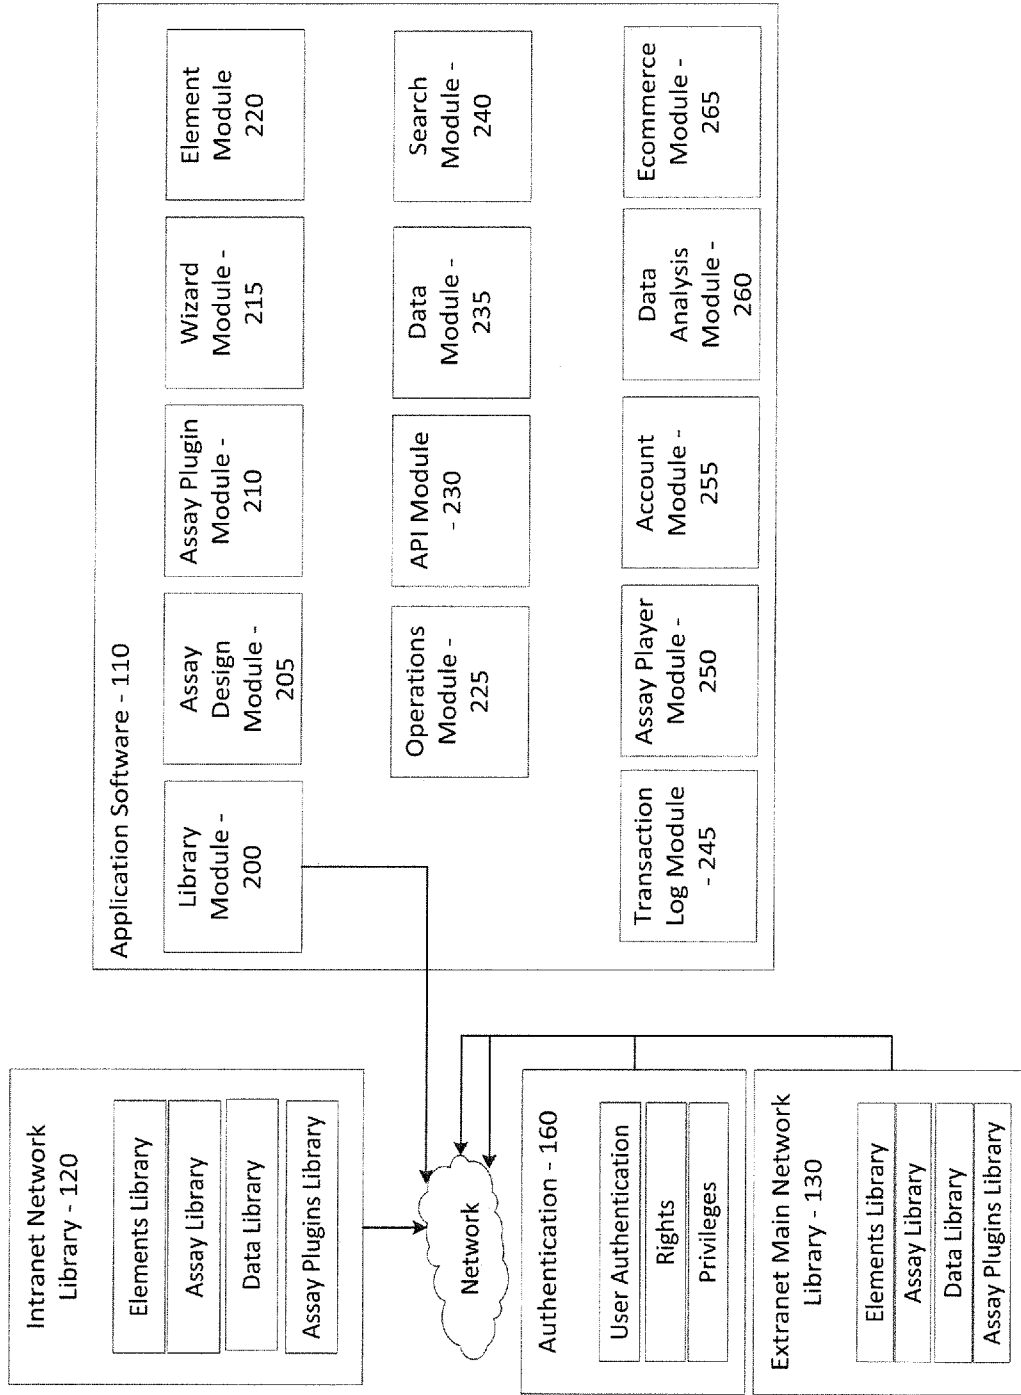 Application Software - 110
Library
Module -
200
Assay
Design
Module -
205
Assay Plugin
Module -
210
Wizard
Module -
215
Element
Module
220
Operations
Module -
225
API Module
- 230
Data
Module -
235
Search
Module -
240
Transaction
Log Module
- 245
Assay Player
Module -
250
Account
Module -
255
Data
Analysis
Module -
260
Ecommerce
Module -
265
Intranet Network
Library - 120
Elements Library
Assay Library
Data Library
Assay Plugins Library
Network
Authentication - 160
User Authentication
Rights
Privileges
Extranet Main Network
Library - 130
Elements Library
Assay Library
Data Library
Assay Plugins Library